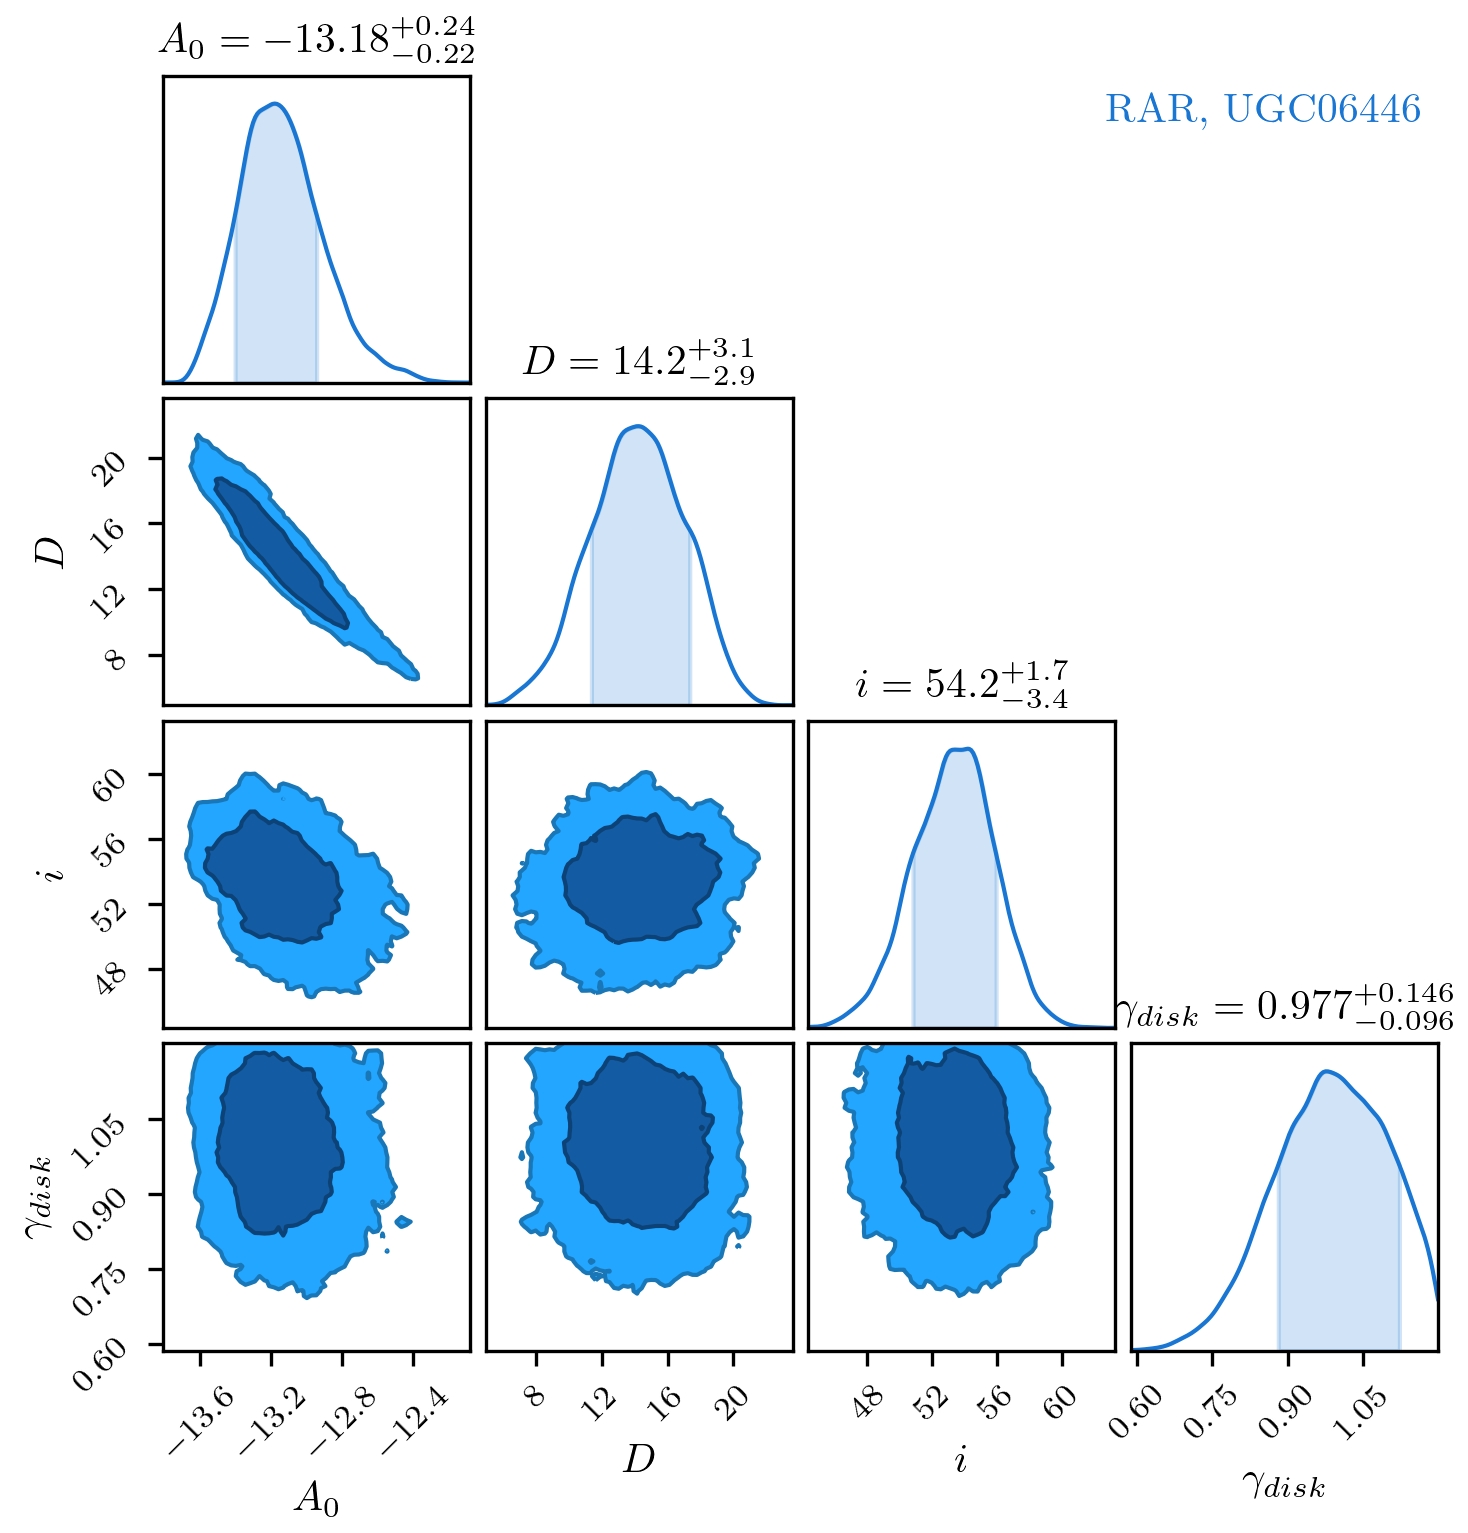 A₀ = −13.18⁺⁰·²⁴₋₀.₂₂
RAR, UGC06446
D = 14.2⁺³·¹₋₂.₉
20
16
12
8
D
i = 54.2⁺¹·⁷₋₃.₄
60
56
52
48
i
γ_disk = 0.977⁺⁰·¹⁴⁶₋₀.₀₉₆
1.05
0.90
0.75
0.60
γ_disk
−13.6 −13.2 −12.8 −12.4
8 12 16 20
48 52 56 60
0.60 0.75 0.90 1.05
A₀
D
i
γ_disk